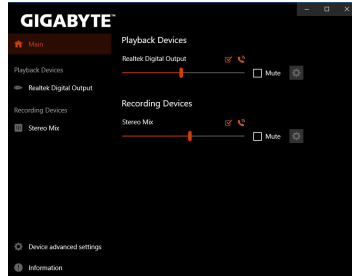 GIGABYTE™
Main
Playback Devices
Realtek Digital Output
Recording Devices
Stereo Mix
Device advanced settings
Information
Playback Devices
Realtek Digital Output
Mute
Recording Devices
Stereo Mix
Mute